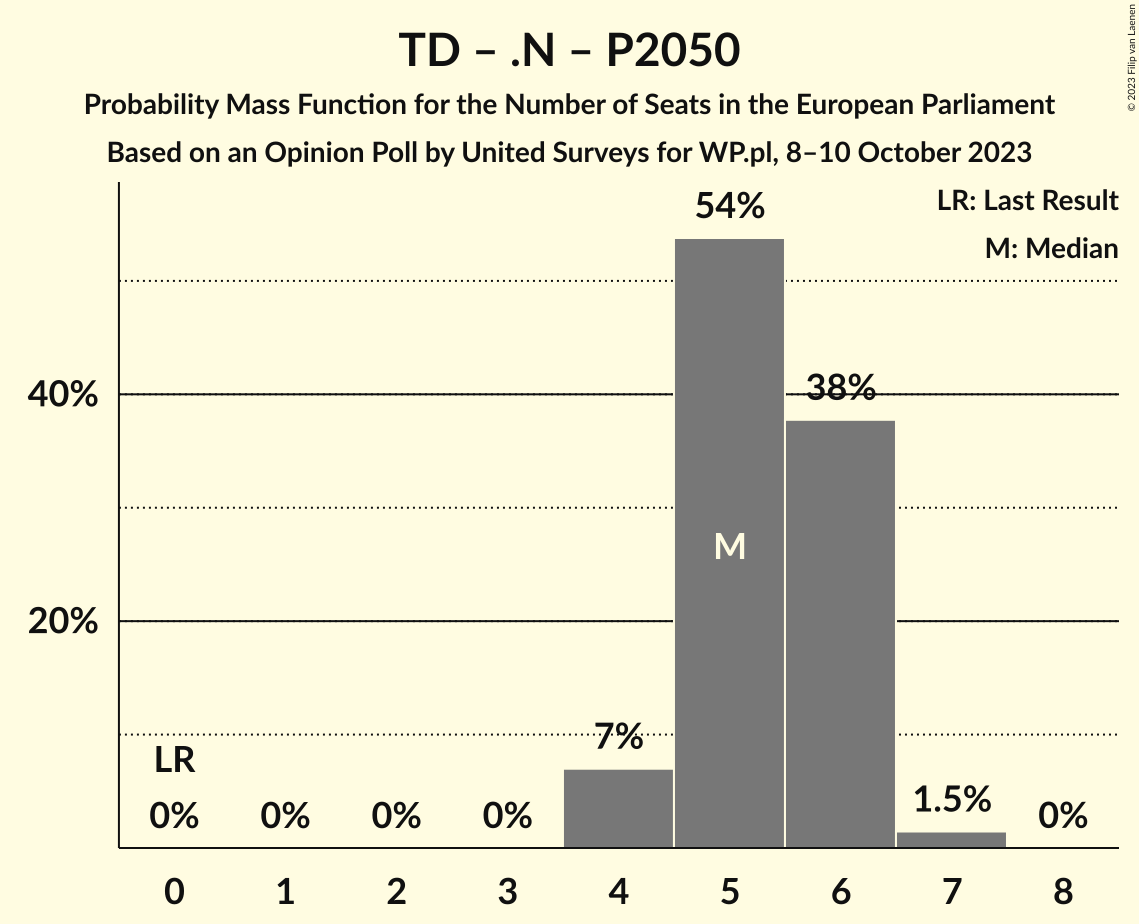 TD – .N – P2050
Probability Mass Function for the Number of Seats in the European Parliament
Based on an Opinion Poll by United Surveys for WP.pl, 8–10 October 2023
© 2023 Filip van Laenen
LR: Last Result
M: Median
54%
40%
38%
M
20%
7%
LR
1.5%
0% 0% 0% 0% 0%
0 1 2 3 4 5 6 7 8